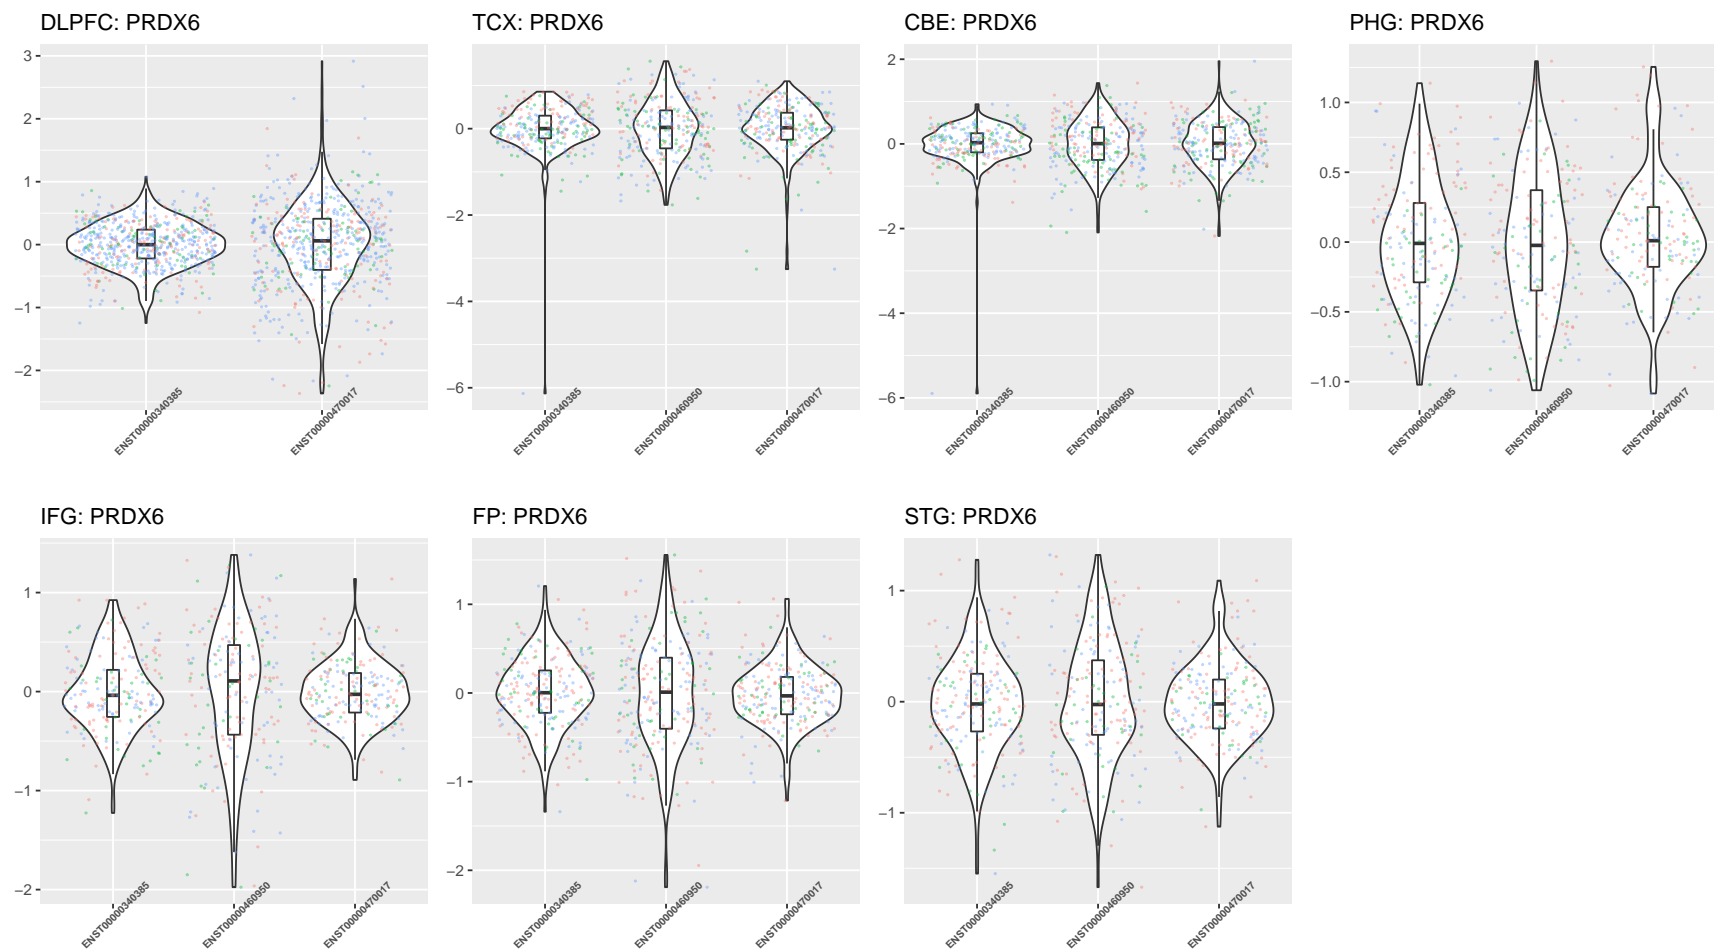 DLPFC: PRDX6
3
2
1
0
−1
−2
ENST00000340385
ENST00000470017
TCX: PRDX6
0
−2
−4
−6
ENST00000340385
ENST00000460950
ENST00000470017
CBE: PRDX6
2
0
−2
−4
−6
ENST00000340385
ENST00000460950
ENST00000470017
PHG: PRDX6
1.0
0.5
0.0
−0.5
−1.0
ENST00000340385
ENST00000460950
ENST00000470017
IFG: PRDX6
1
0
−1
−2
ENST00000340385
ENST00000460950
ENST00000470017
FP: PRDX6
1
0
−1
−2
ENST00000340385
ENST00000460950
ENST00000470017
STG: PRDX6
1
0
−1
ENST00000340385
ENST00000460950
ENST00000470017